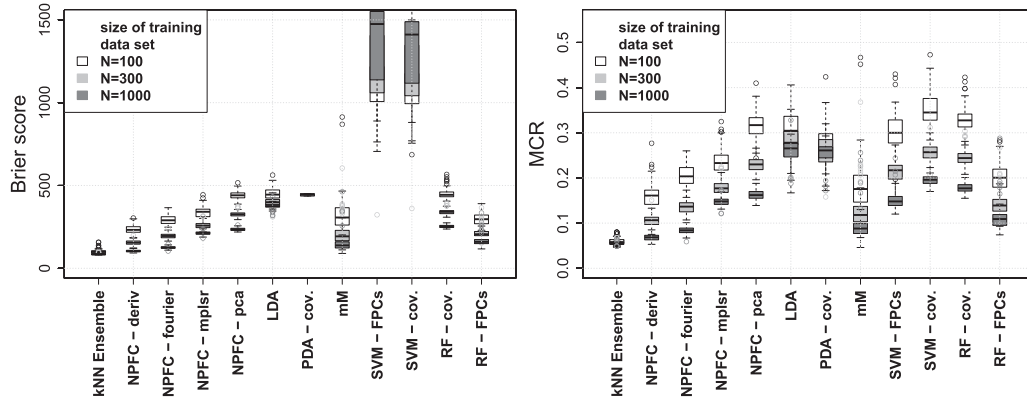 size of training
data set
N=100
N=300
N=1000
Brier score
0
500
1000
1500
kNN Ensemble
NPFC − deriv
NPFC − fourier
NPFC − mplsr
NPFC − pca
LDA
PDA − cov.
mM
SVM − FPCs
SVM − cov.
RF − cov.
RF − FPCs
size of training
data set
N=100
N=300
N=1000
MCR
0.0
0.1
0.2
0.3
0.4
0.5
kNN Ensemble
NPFC − deriv
NPFC − fourier
NPFC − mplsr
NPFC − pca
LDA
PDA − cov.
mM
SVM − FPCs
SVM − cov.
RF − cov.
RF − FPCs